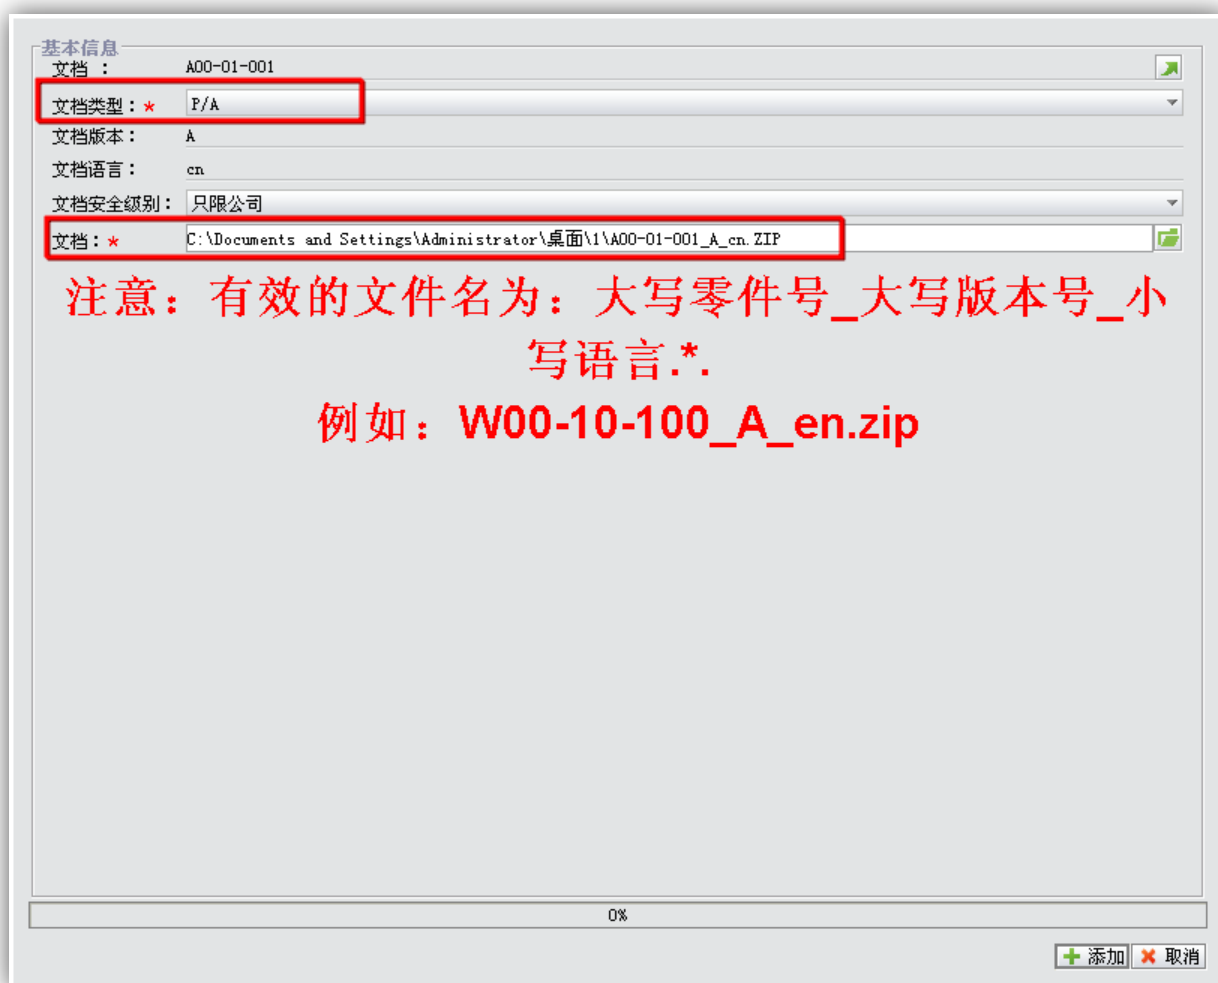 基本信息
文档 : A00-01-001
文档类型：* P/A
文档版本： A
文档语言： cn
文档安全级别： 只限公司
文档：* C:\Documents and Settings\Administrator\桌面\1\A00-01-001_A_cn.ZIP
注意：有效的文件名为：大写零件号_大写版本号_小
写语言.*.
例如：W00-10-100_A_en.zip
0%
添加 取消